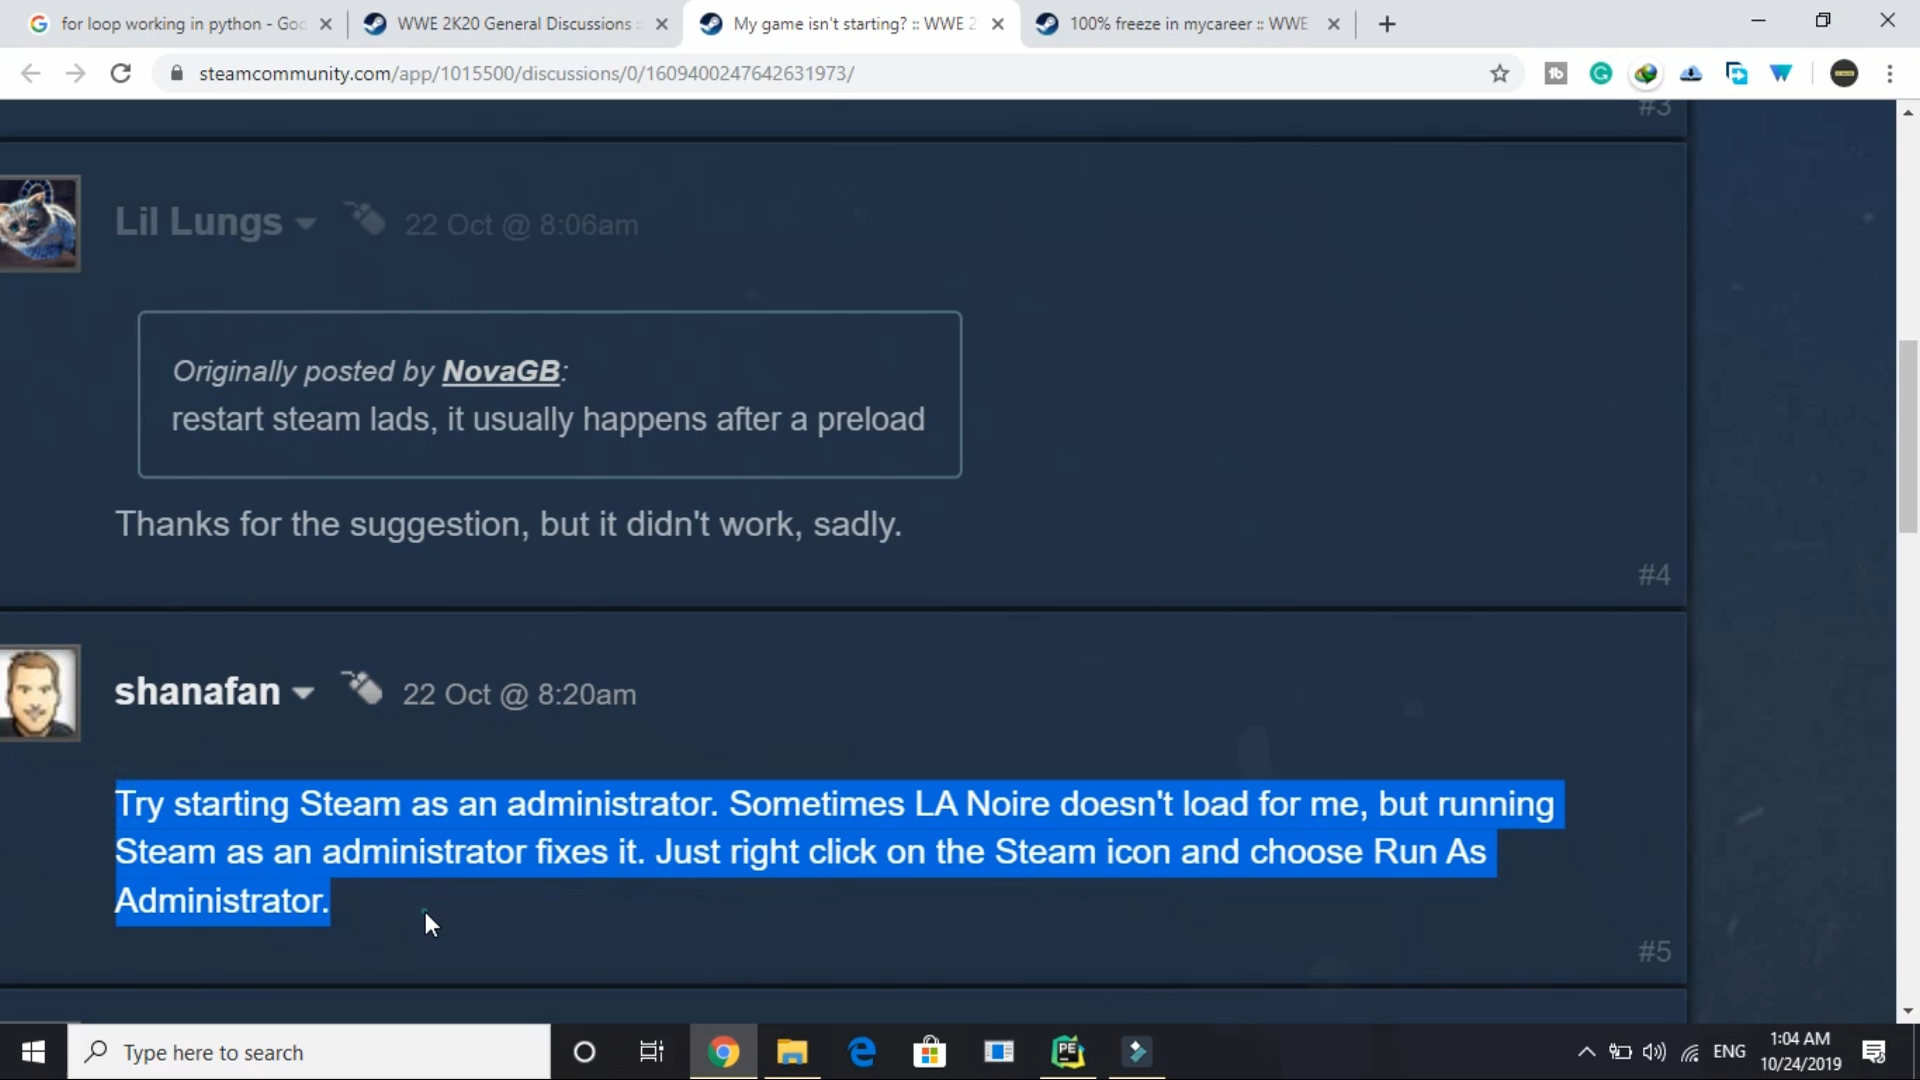 for loop working in python - Goo
WWE 2K20 General Discussions :
My game isn't starting? :: WWE 2
100% freeze in mycareer :: WWE
steamcommunity.com/app/1015500/discussions/0/1609400247642631973/
#3
Lil Lungs
22 Oct @ 8:06am
Originally posted by NovaGB:
restart steam lads, it usually happens after a preload
Thanks for the suggestion, but it didn't work, sadly.
#4
shanafan
22 Oct @ 8:20am
Try starting Steam as an administrator. Sometimes LA Noire doesn't load for me, but running
Steam as an administrator fixes it. Just right click on the Steam icon and choose Run As
Administrator.
#5
Type here to search
PE
ENG
1:04 AM
10/24/2019